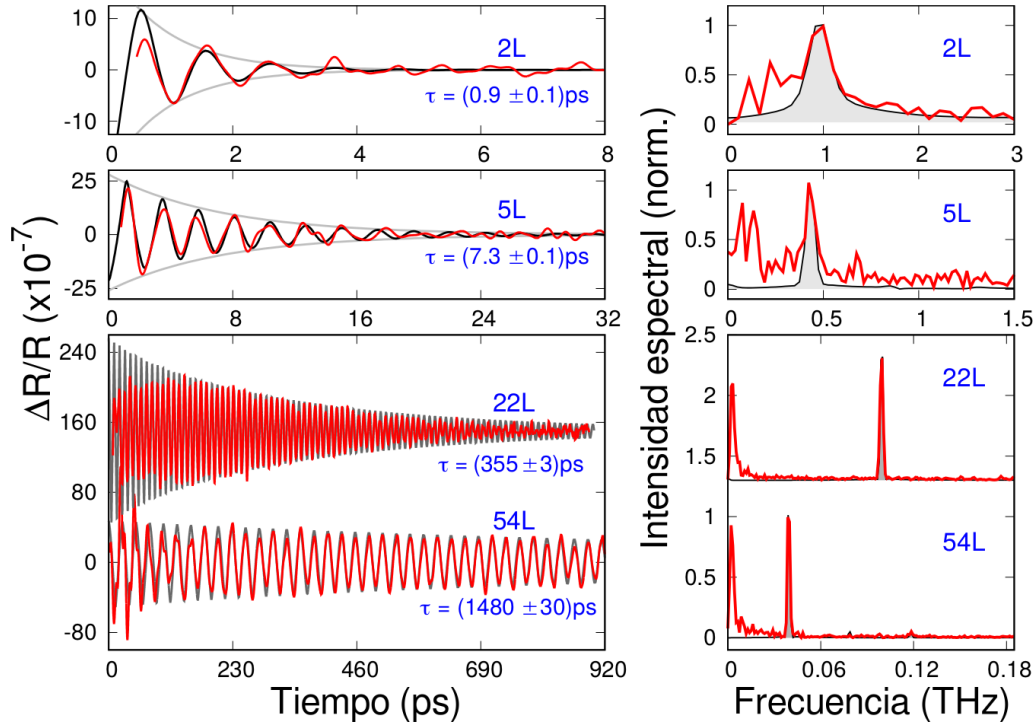 ΔR/R (x10⁻⁷)
10
0
-10
2L
τ = (0.9 ±0.1)ps
0 2 4 6 8
25
0
-25
5L
τ = (7.3 ±0.1)ps
0 8 16 24 32
240
160
80
0
-80
22L
τ = (355 ±3)ps
54L
τ = (1480 ±30)ps
0 230 460 690 920
Tiempo (ps)
Intensidad espectral (norm.)
1
0.5
0
2L
0 1 2 3
1
0.5
0
5L
0 0.5 1 1.5
2.5
2
1.5
1
0.5
0
22L
54L
0.06 0.12 0.18
Frecuencia (THz)